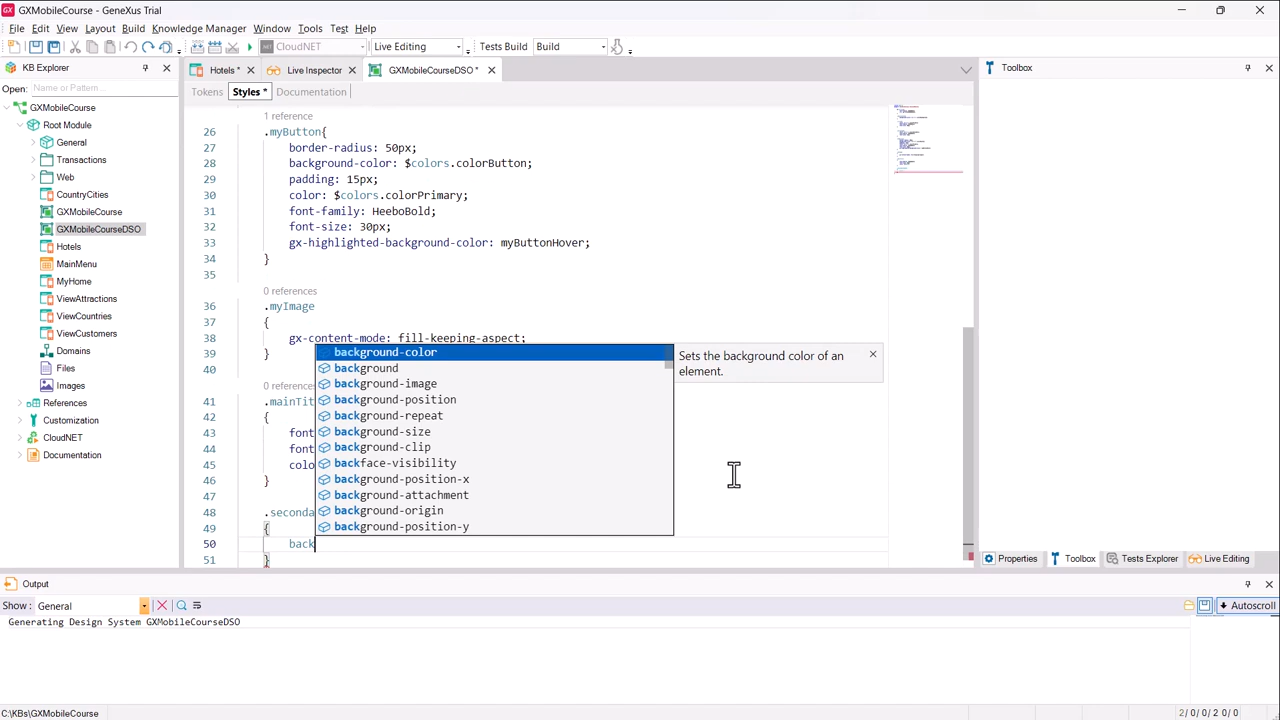 GXMobileCourse - GeneXus Trial
File Edit View Layout Build Knowledge Manager Window Tools Test Help
CloudNET Live Editing Tests Build Build
KB Explorer
Open: Name or Pattern...
GXMobileCourse
Root Module
General
Transactions
Web
CountryCities
GXMobileCourse
GXMobileCourseDSO
Hotels
MainMenu
MyHome
ViewAttractions
ViewCountries
ViewCustomers
Domains
Files
Images
References
Customization
CloudNET
Documentation
Hotels * Live Inspector GXMobileCourseDSO *
Tokens Styles * Documentation
1 reference
26 .myButton{
27 border-radius: 50px;
28 background-color: $colors.colorButton;
29 padding: 15px;
30 color: $colors.colorPrimary;
31 font-family: HeeboBold;
32 font-size: 30px;
33 gx-highlighted-background-color: myButtonHover;
34 }
35
0 references
36 .myImage
37 {
38 gx-content-mode: fill-keeping-aspect;
39 }
40
0 references
41 .mainTit
42 {
43 font
44 font
45 colo
46 }
47
48 .seconda
49 {
50 back
51 }
background-color
background
background-image
background-position
background-repeat
background-size
background-clip
backface-visibility
background-position-x
background-attachment
background-origin
background-position-y
Sets the background color of an
element.
Toolbox
Properties Toolbox Tests Explorer Live Editing
Output
Show: General Autoscroll
Generating Design System GXMobileCourseDSO
C:\KBs\GXMobileCourse 2/ 0/ 0/ 2 0/ 0